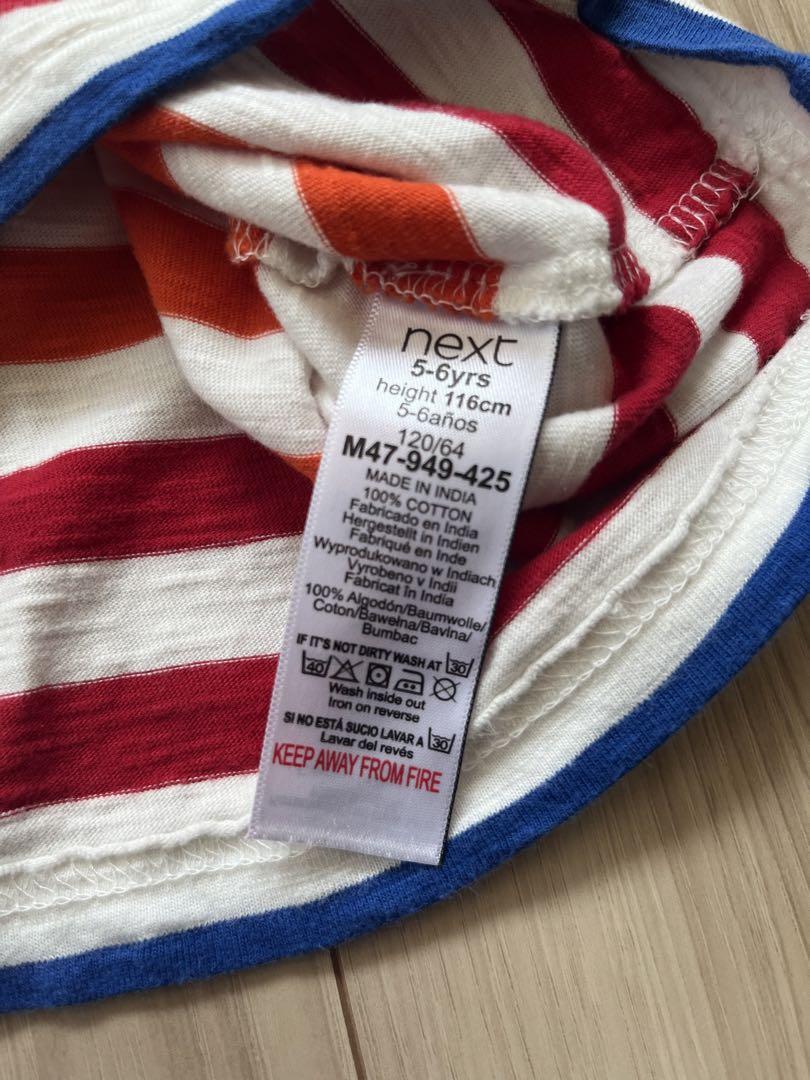 next
5-6yrs
height 116cm
5-6años
120/64
M47-949-425
MADE IN INDIA
100% COTTON
Fabricado en India
Hergestellt in Indien
Fabriqué en Inde
Wyprodukowano w Indiach
Vyrobeno v Indii
Fabricat în India
100% Algodón/Baumwolle/
Coton/Bawełna/Bavlna/
Bumbac
IF IT'S NOT DIRTY WASH AT 30
40
Wash inside out
Iron on reverse
SI NO ESTÁ SUCIO LAVAR A 30
Lavar del revés
KEEP AWAY FROM FIRE